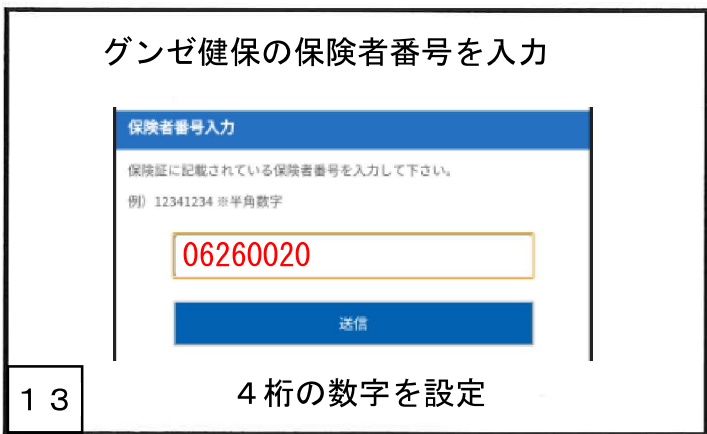 グンゼ健保の保険者番号を入力
保険者番号入力
保険証に記載されている保険者番号を入力して下さい。
例）12341234 ※半角数字
06260020
送信
４桁の数字を設定
１３